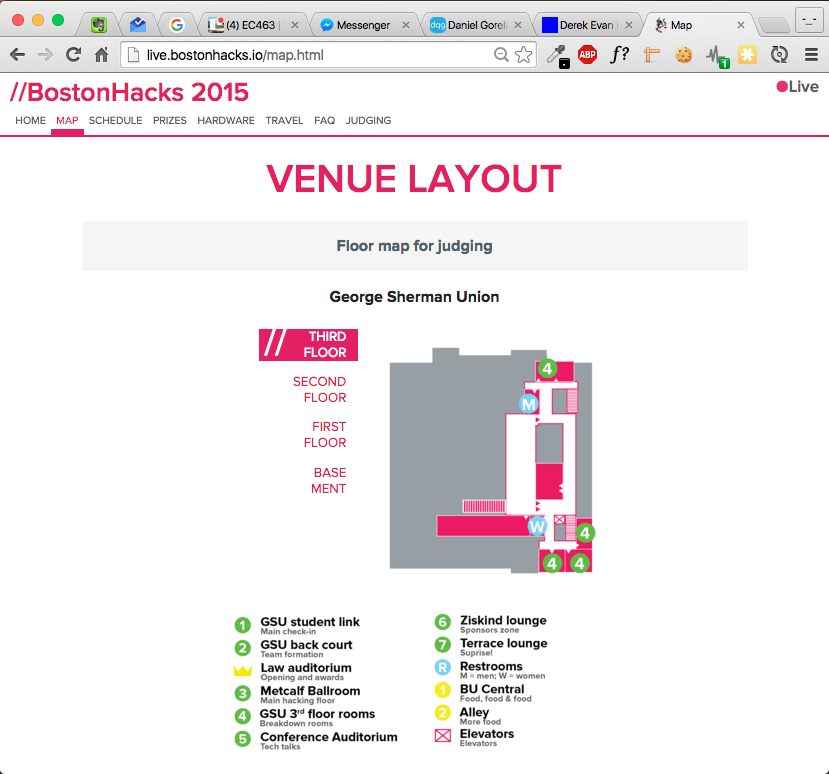 (4) EC463 |
Messenger
Daniel Gorell
Derek Evan
Map
live.bostonhacks.io/map.html
ABP
f?
1
//BostonHacks 2015
Live
HOME MAP SCHEDULE PRIZES HARDWARE TRAVEL FAQ JUDGING
VENUE LAYOUT
Floor map for judging
George Sherman Union
// THIRD
FLOOR
SECOND
FLOOR
FIRST
FLOOR
BASE
MENT
4
M
W
4
4
4
1 GSU student link
Main check-in
2 GSU back court
Team formation
Law auditorium
Opening and awards
3 Metcalf Ballroom
Main hacking floor
4 GSU 3rd floor rooms
Breakdown rooms
5 Conference Auditorium
Tech talks
6 Ziskind lounge
Sponsors zone
7 Terrace lounge
Suprise!
R Restrooms
M = men; W = women
1 BU Central
Food, food & food
2 Alley
More food
Elevators
Elevators